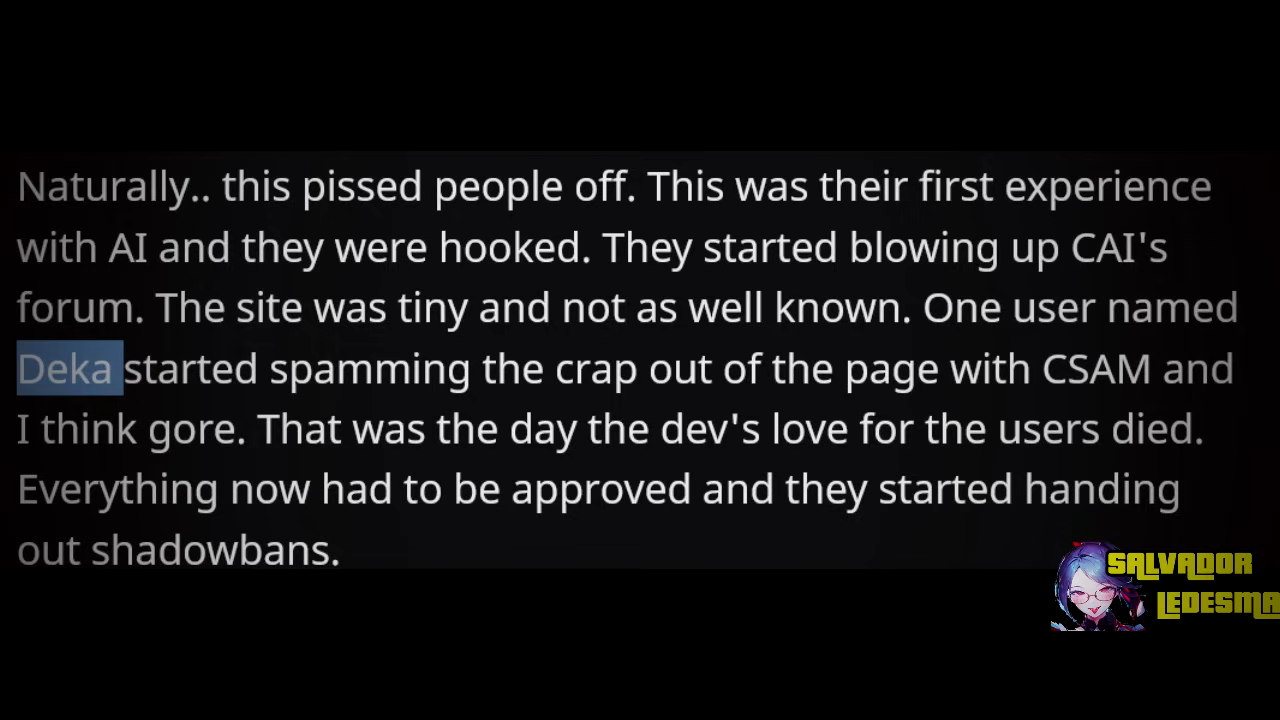 Naturally.. this pissed people off. This was their first experience
with AI and they were hooked. They started blowing up CAI's
forum. The site was tiny and not as well known. One user named
Deka started spamming the crap out of the page with CSAM and
I think gore. That was the day the dev's love for the users died.
Everything now had to be approved and they started handing
out shadowbans.
SALVADOR
LEDESMA